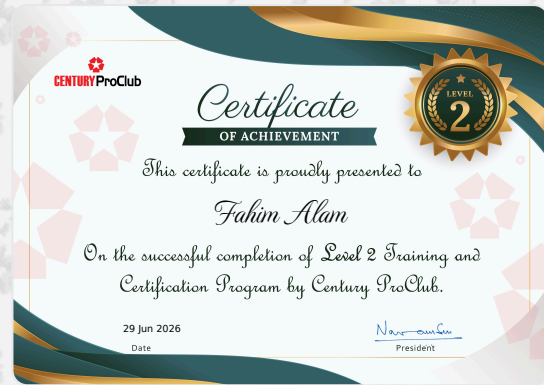 CENTURY ProClub
Certificate
OF ACHIEVEMENT
LEVEL
2
This certificate is proudly presented to
Fahim Alam
On the successful completion of Level 2 Training and
Certification Program by Century ProClub.
29 Jun 2026
Date
President